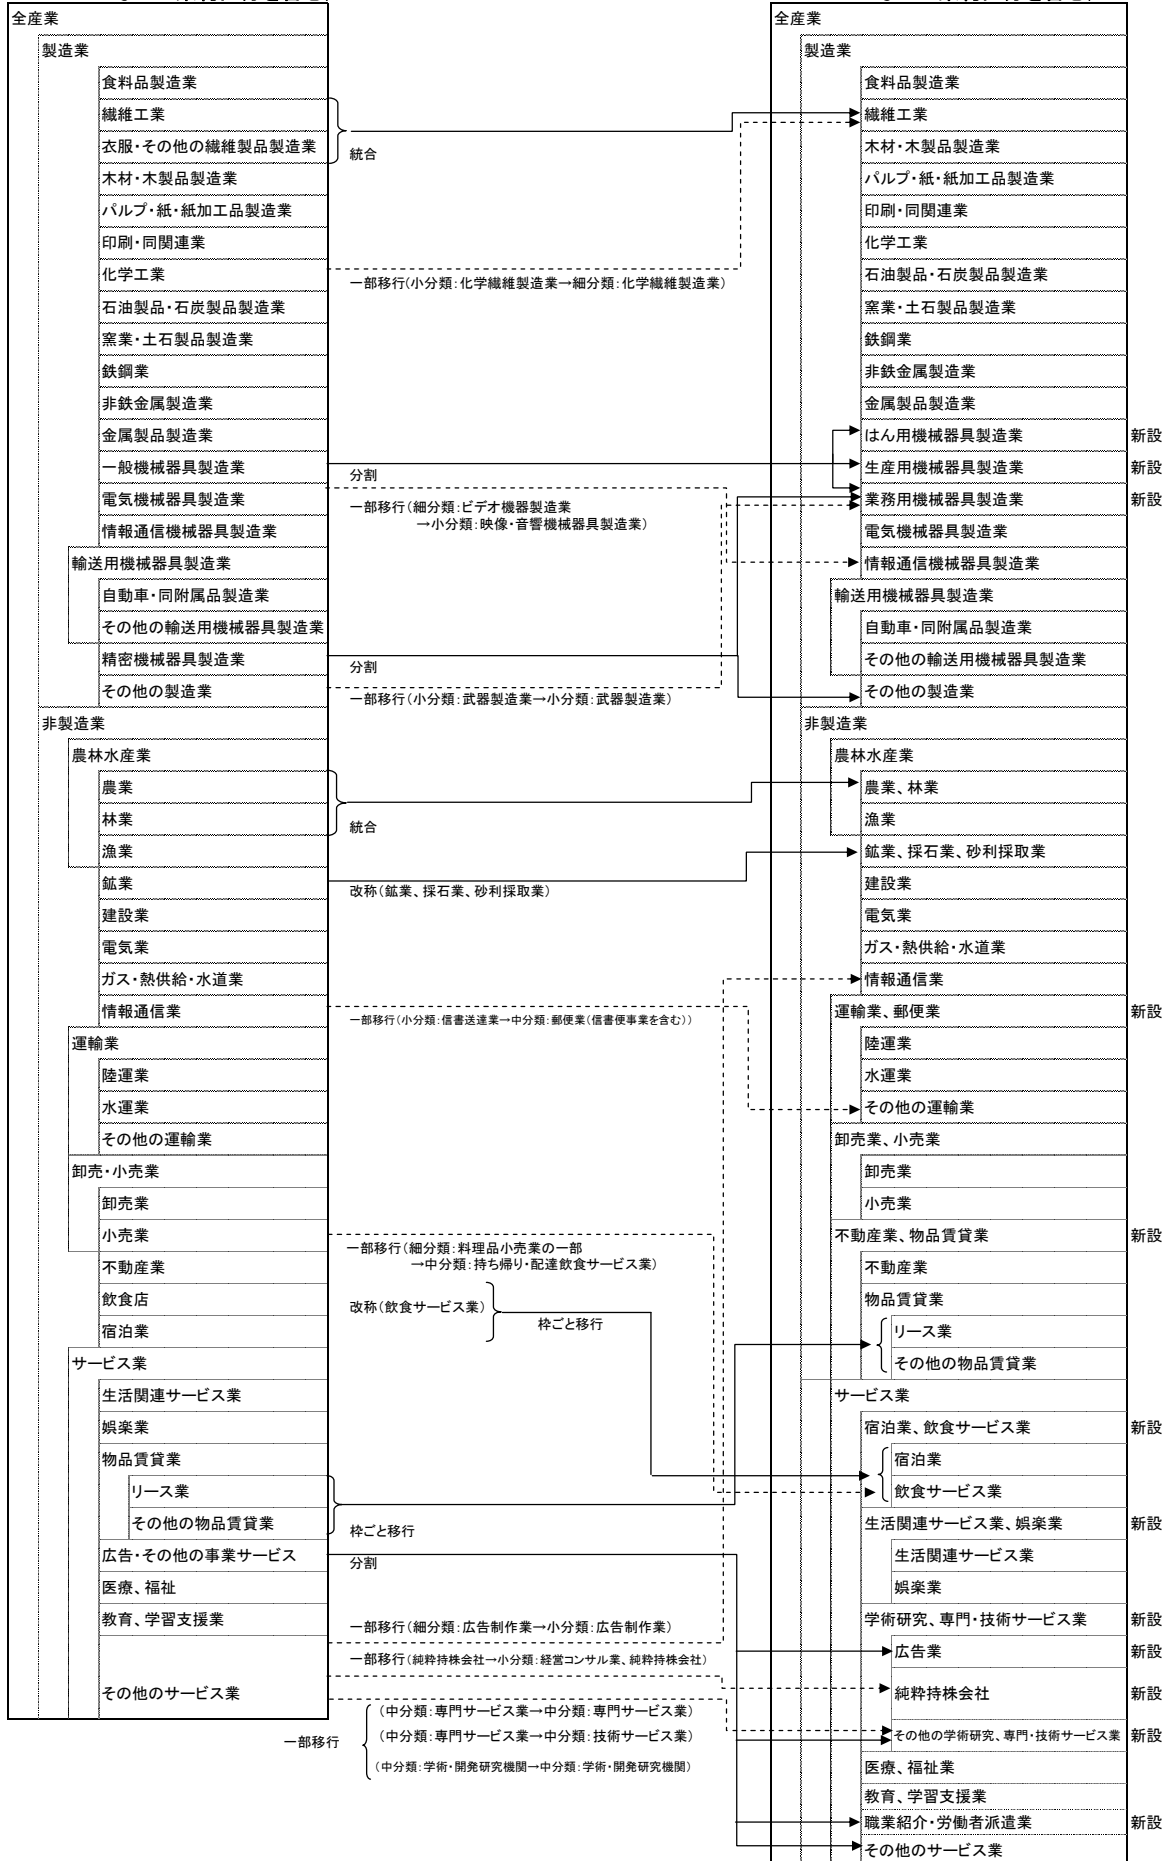 全産業
製造業
食料品製造業
繊維工業
衣服・その他の繊維製品製造業
木材・木製品製造業
パルプ・紙・紙加工品製造業
印刷・同関連業
化学工業
石油製品・石炭製品製造業
窯業・土石製品製造業
鉄鋼業
非鉄金属製造業
金属製品製造業
一般機械器具製造業
電気機械器具製造業
情報通信機械器具製造業
輸送用機械器具製造業
自動車・同附属品製造業
その他の輸送用機械器具製造業
精密機械器具製造業
その他の製造業
非製造業
農林水産業
農業
林業
漁業
鉱業
建設業
電気業
ガス・熱供給・水道業
情報通信業
運輸業
陸運業
水運業
その他の運輸業
卸売・小売業
卸売業
小売業
不動産業
飲食店
宿泊業
サービス業
生活関連サービス業
娯楽業
物品賃貸業
リース業
その他の物品賃貸業
広告・その他の事業サービス
医療、福祉
教育、学習支援業
その他のサービス業
統合
一部移行(小分類:化学繊維製造業→細分類:化学繊維製造業)
分割
一部移行(細分類:ビデオ機器製造業
→小分類:映像・音響機械器具製造業)
分割
一部移行(小分類:武器製造業→小分類:武器製造業)
統合
改称(鉱業、採石業、砂利採取業)
一部移行(小分類:信書送達業→中分類:郵便業(信書便事業を含む))
一部移行(細分類:料理品小売業の一部
→中分類:持ち帰り・配達飲食サービス業)
改称(飲食サービス業)
枠ごと移行
枠ごと移行
分割
一部移行(細分類:広告制作業→小分類:広告制作業)
一部移行(純粋持株会社→小分類:経営コンサル業、純粋持株会社)
一部移行
(中分類:専門サービス業→中分類:専門サービス業)
(中分類:専門サービス業→中分類:技術サービス業)
(中分類:学術・開発研究機関→中分類:学術・開発研究機関)
全産業
製造業
食料品製造業
繊維工業
木材・木製品製造業
パルプ・紙・紙加工品製造業
印刷・同関連業
化学工業
石油製品・石炭製品製造業
窯業・土石製品製造業
鉄鋼業
非鉄金属製造業
金属製品製造業
はん用機械器具製造業 新設
生産用機械器具製造業 新設
業務用機械器具製造業 新設
電気機械器具製造業
情報通信機械器具製造業
輸送用機械器具製造業
自動車・同附属品製造業
その他の輸送用機械器具製造業
その他の製造業
非製造業
農林水産業
農業、林業
漁業
鉱業、採石業、砂利採取業
建設業
電気業
ガス・熱供給・水道業
情報通信業
運輸業、郵便業 新設
陸運業
水運業
その他の運輸業
卸売業、小売業
卸売業
小売業
不動産業、物品賃貸業 新設
不動産業
物品賃貸業
リース業
その他の物品賃貸業
サービス業
宿泊業、飲食サービス業 新設
宿泊業
飲食サービス業
生活関連サービス業、娯楽業 新設
生活関連サービス業
娯楽業
学術研究、専門・技術サービス業 新設
広告業 新設
純粋持株会社 新設
その他の学術研究、専門・技術サービス業 新設
医療、福祉業
教育、学習支援業
職業紹介・労働者派遣業 新設
その他のサービス業